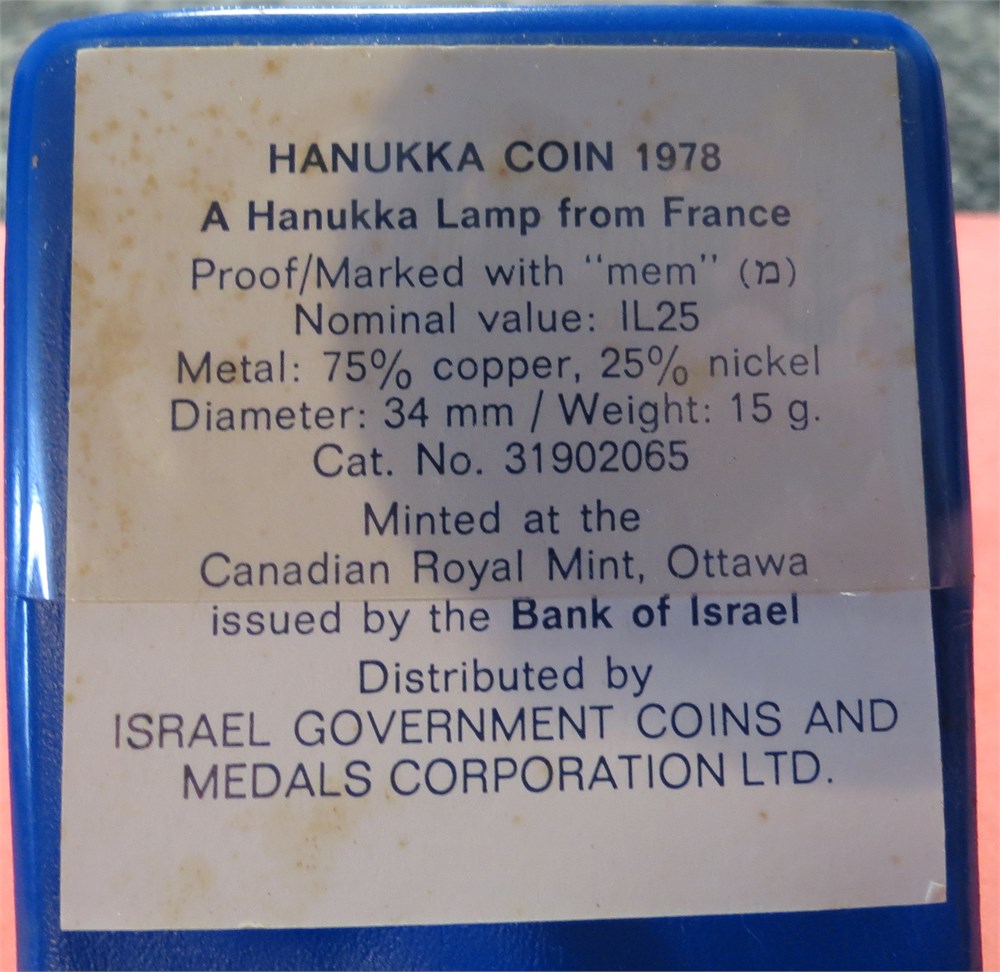 HANUKKA COIN 1978
A Hanukka Lamp from France
Proof/Marked with “mem” (מ)
Nominal value: IL25
Metal: 75% copper, 25% nickel
Diameter: 34 mm / Weight: 15 g.
Cat. No. 31902065
Minted at the
Canadian Royal Mint, Ottawa
issued by the Bank of Israel
Distributed by
ISRAEL GOVERNMENT COINS AND
MEDALS CORPORATION LTD.